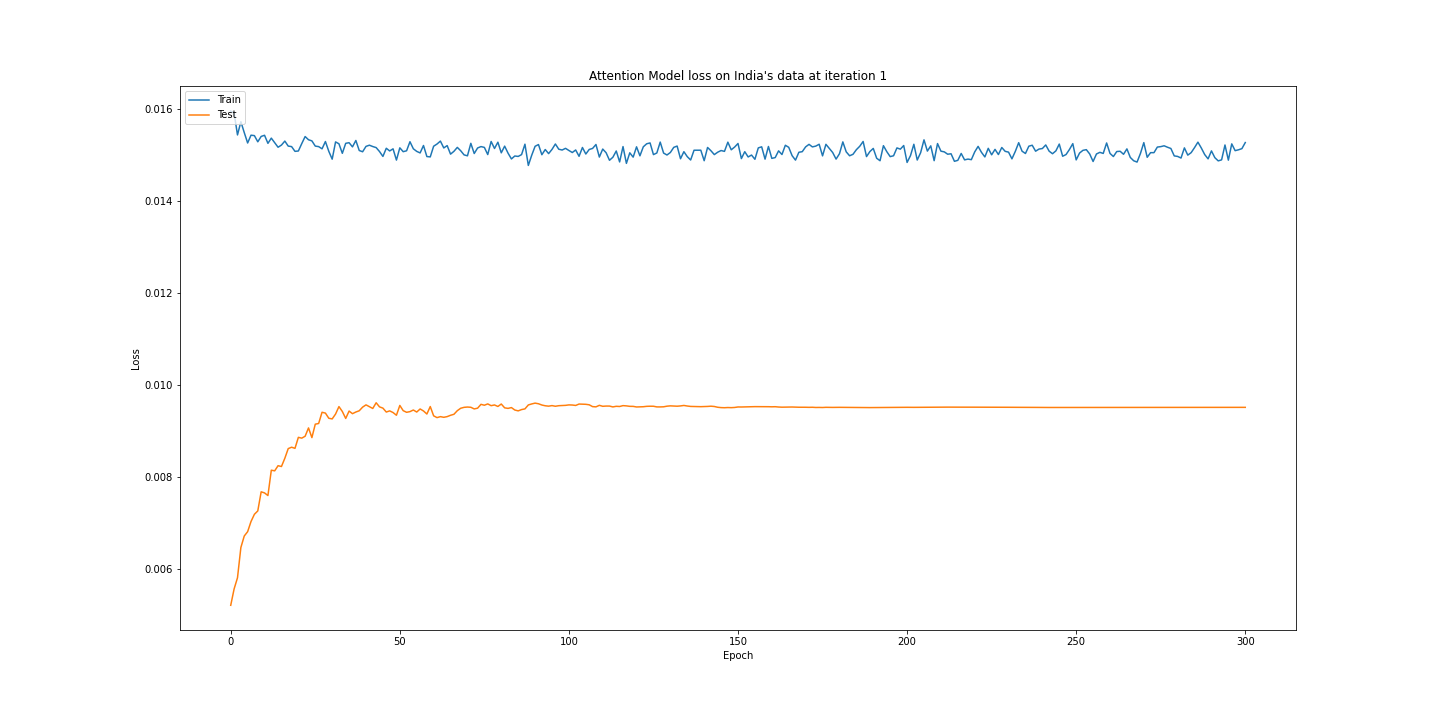 Attention Model loss on India's data at iteration 1
Train
Test
0.016
0.014
0.012
0.010
0.008
0.006
Loss
0 50 100 150 200 250 300
Epoch